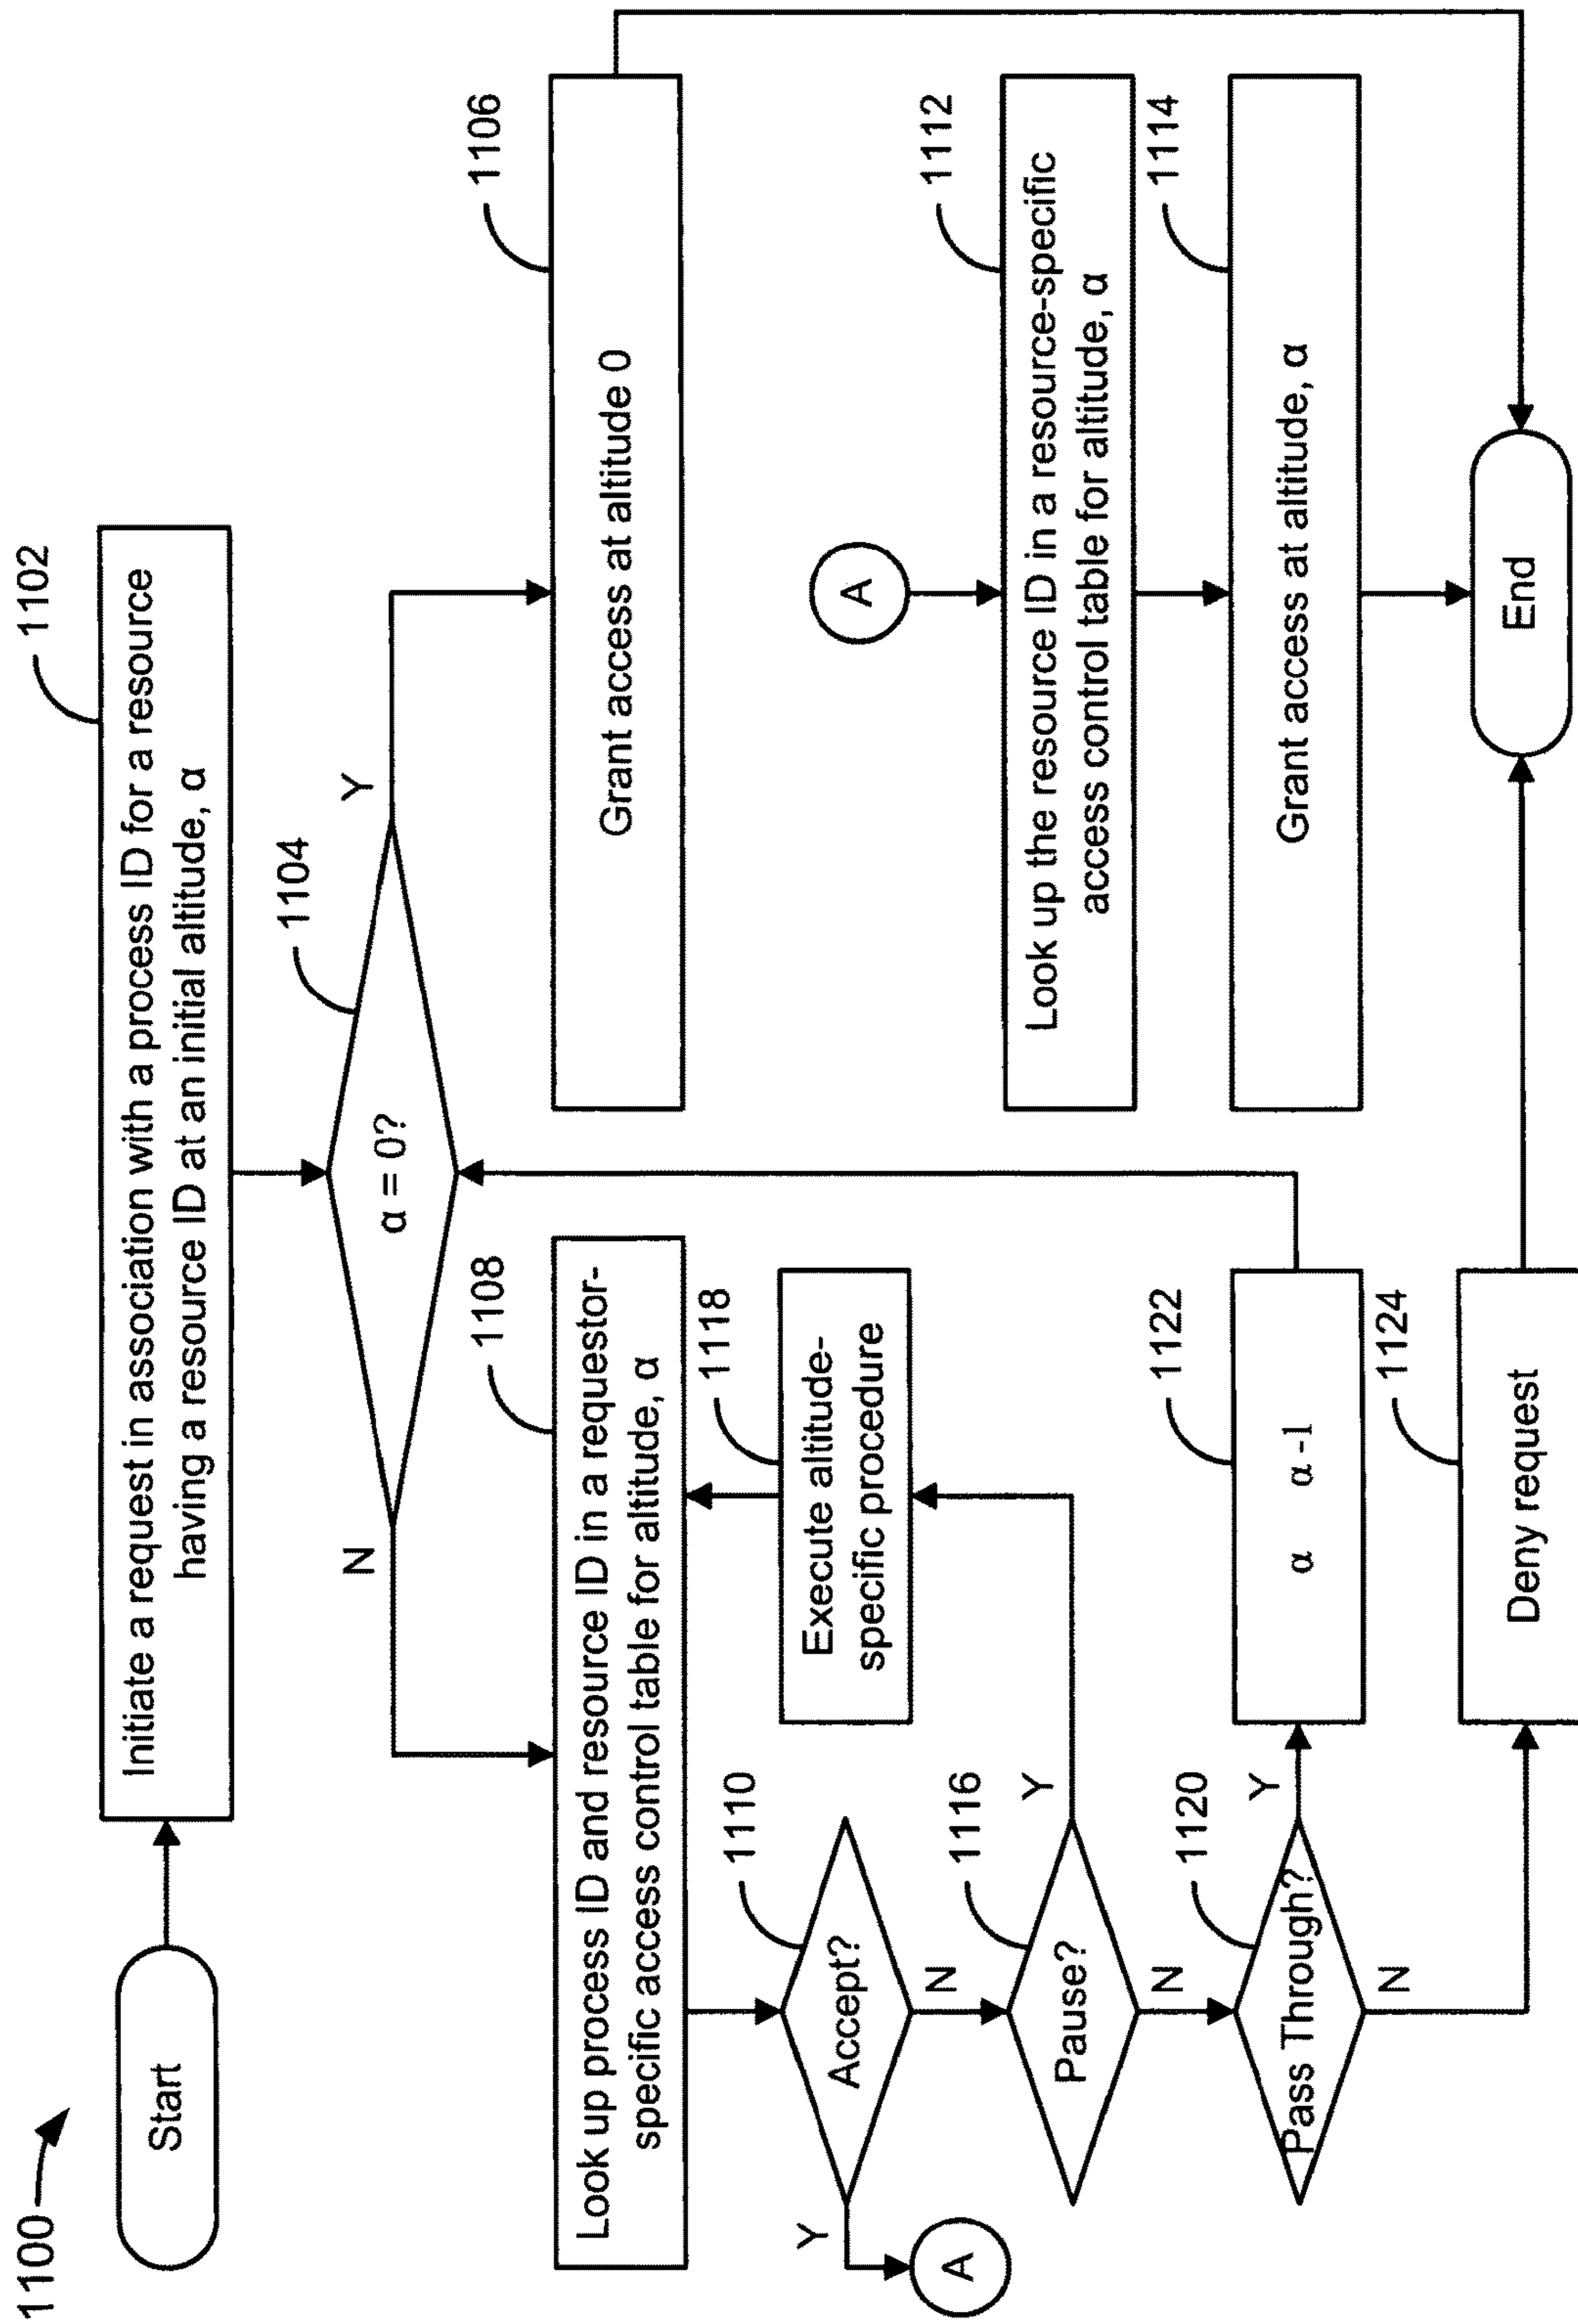 1100
Start
1102
Initiate a request in association with a process ID for a resource
having a resource ID at an initial altitude, α
1104
α = 0?
N
Y
1106
Grant access at altitude 0
1108
Look up process ID and resource ID in a requestor-
specific access control table for altitude, α
1110
Accept?
Y
N
A
1118
Execute altitude-
specific procedure
1116
Pause?
Y
N
1120
Pass Through?
Y
N
1122
α α -1
1124
Deny request
A
1112
Look up the resource ID in a resource-specific
access control table for altitude, α
1114
Grant access at altitude, α
End